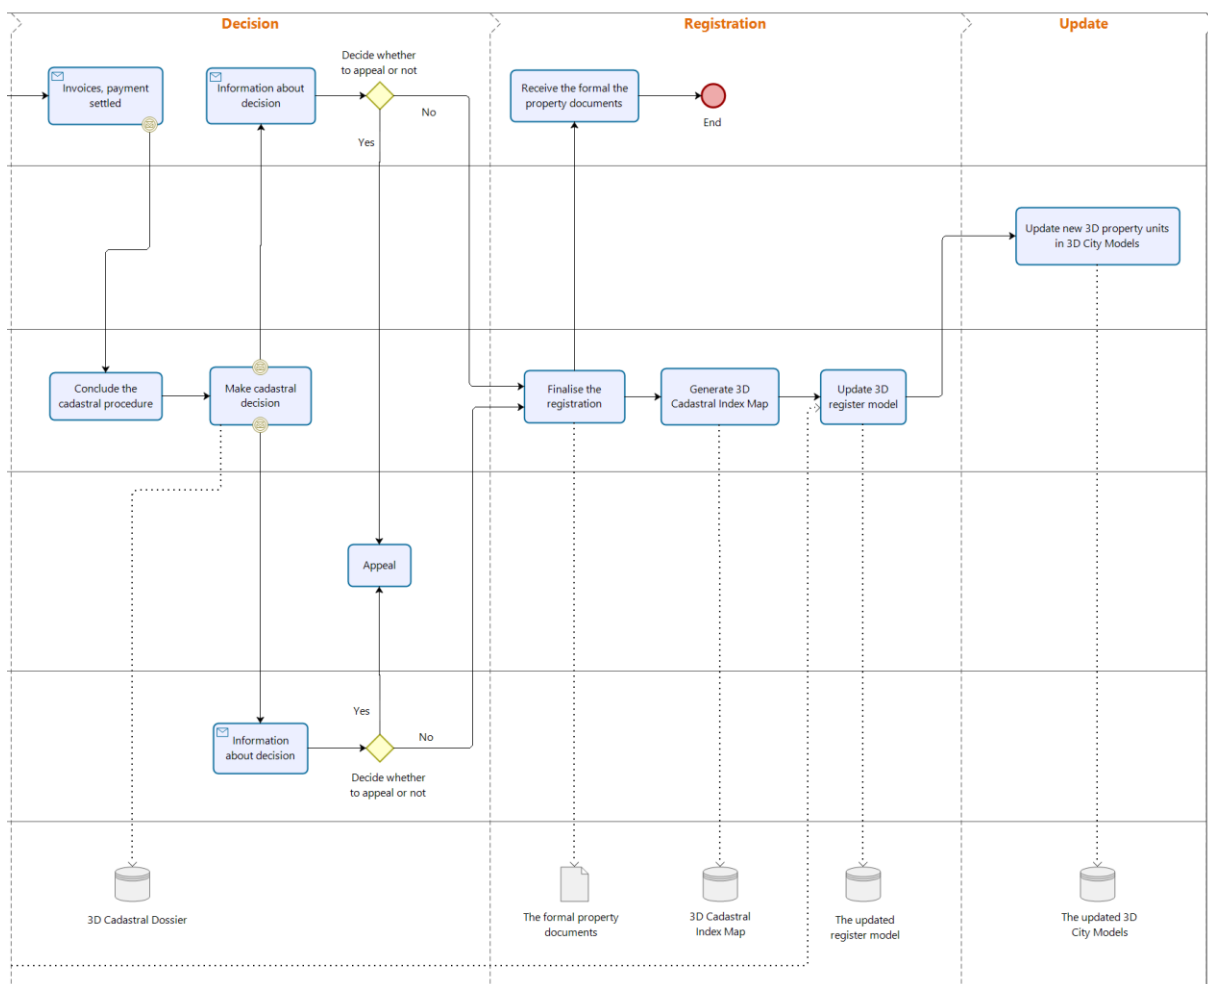 Decision
Registration
Update
Decide whether
to appeal or not
Invoices, payment
settled
Information about
decision
No
Yes
Receive the formal the
property documents
End
Update new 3D property units
in 3D City Models
Conclude the
cadastral procedure
Make cadastral
decision
Finalise the
registration
Generate 3D
Cadastral Index Map
Update 3D
register model
Appeal
Yes
No
Information
about decision
Decide whether
to appeal or not
3D Cadastral Dossier
The formal property
documents
3D Cadastral
Index Map
The updated
register model
The updated 3D
City Models